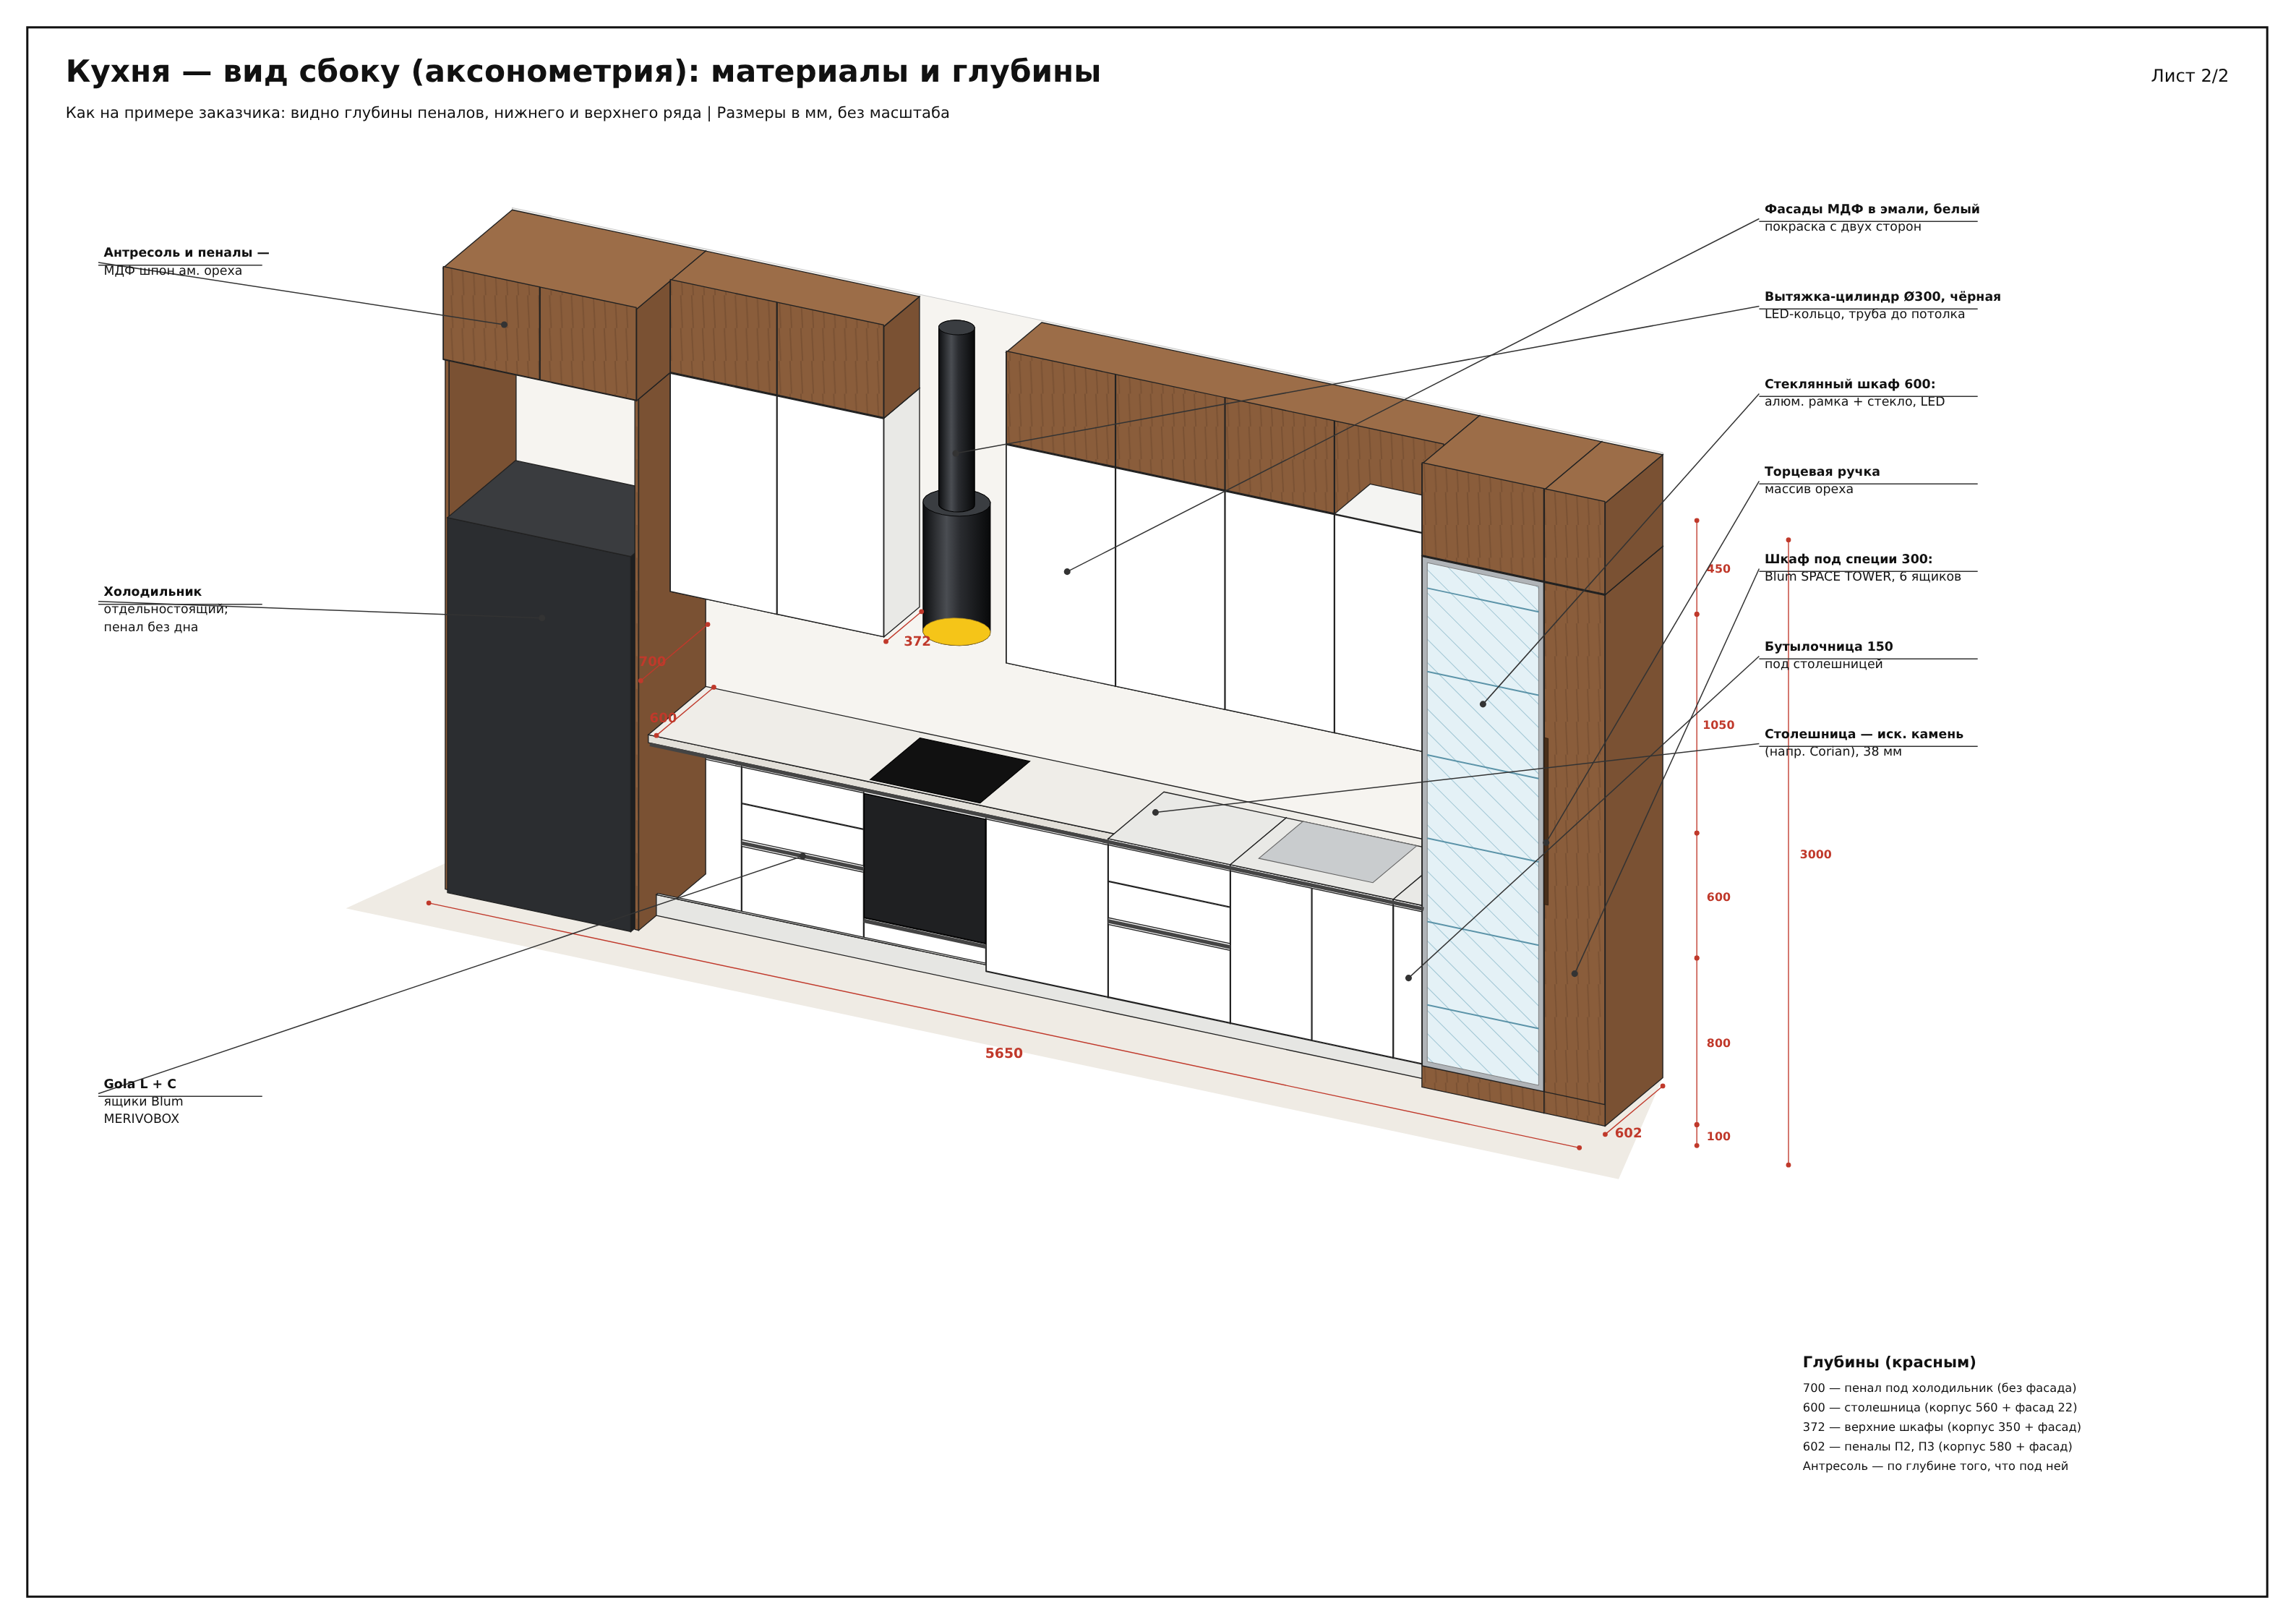 Кухня — вид сбоку (аксонометрия): материалы и глубины
Лист 2/2
Как на примере заказчика: видно глубины пеналов, нижнего и верхнего ряда | Размеры в мм, без масштаба
Антресоль и пеналы —
МДФ шпон ам. ореха
Холодильник
отдельностоящий;
пенал без дна
Gola L + C
ящики Blum
MERIVOBOX
Фасады МДФ в эмали, белый
покраска с двух сторон
Вытяжка-цилиндр Ø300, чёрная
LED-кольцо, труба до потолка
Стеклянный шкаф 600:
алюм. рамка + стекло, LED
Торцевая ручка
массив ореха
Шкаф под специи 300:
Blum SPACE TOWER, 6 ящиков
Бутылочница 150
под столешницей
Столешница — иск. камень
(напр. Corian), 38 мм
700
600
372
5650
602
450
1050
600
800
100
3000
Глубины (красным)
700 — пенал под холодильник (без фасада)
600 — столешница (корпус 560 + фасад 22)
372 — верхние шкафы (корпус 350 + фасад)
602 — пеналы П2, П3 (корпус 580 + фасад)
Антресоль — по глубине того, что под ней